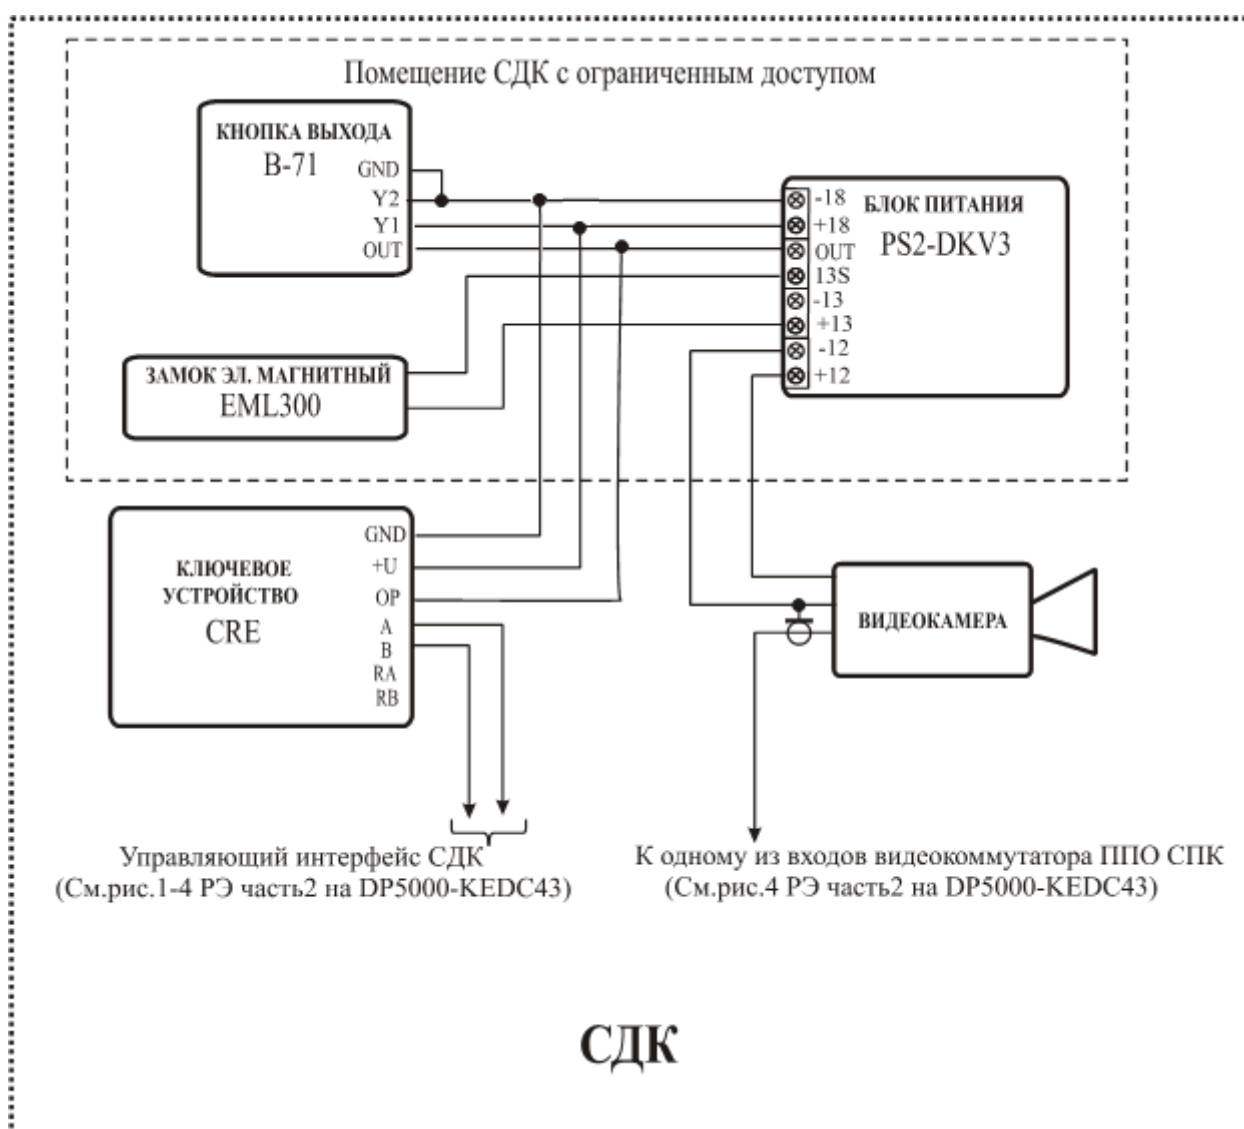 Помещение СДК с ограниченным доступом
КНОПКА ВЫХОДА
B-71
GND
Y2
Y1
OUT
БЛОК ПИТАНИЯ
PS2-DKV3
-18
+18
OUT
13S
-13
+13
-12
+12
ЗАМОК ЭЛ. МАГНИТНЫЙ
EML300
КЛЮЧЕВОЕ
УСТРОЙСТВО
CRE
GND
+U
OP
A
B
RA
RB
ВИДЕОКАМЕРА
Управляющий интерфейс СДК
(См.рис.1-4 РЭ часть2 на DP5000-KEDC43)
К одному из входов видеокоммутатора ППО СПК
(См.рис.4 РЭ часть2 на DP5000-KEDC43)
СДК